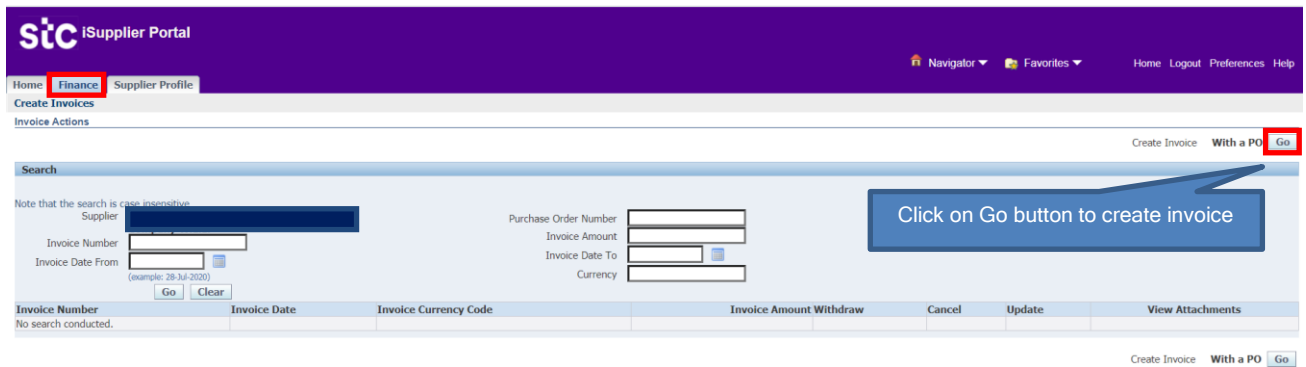 stc iSupplier Portal
Navigator Favorites Home Logout Preferences Help
Home Finance Supplier Profile
Create Invoices
Invoice Actions
Create Invoice With a PO Go
Search
Note that the search is case insensitive
Supplier
Purchase Order Number
Click on Go button to create invoice
Invoice Number
Invoice Amount
Invoice Date From
Invoice Date To
(example: 28-Jul-2020)
Currency
Go Clear
Invoice Number Invoice Date Invoice Currency Code Invoice Amount Withdraw Cancel Update View Attachments
No search conducted.
Create Invoice With a PO Go